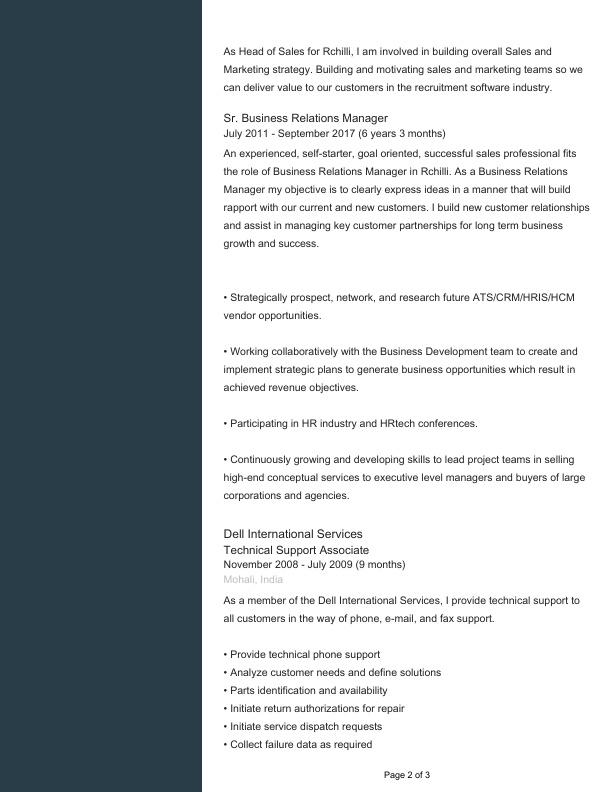 As Head of Sales for Rchilli, I am involved in building overall Sales and
Marketing strategy. Building and motivating sales and marketing teams so we
can deliver value to our customers in the recruitment software industry.
Sr. Business Relations Manager
July 2011 - September 2017 (6 years 3 months)
An experienced, self-starter, goal oriented, successful sales professional fits
the role of Business Relations Manager in Rchilli. As a Business Relations
Manager my objective is to clearly express ideas in a manner that will build
rapport with our current and new customers. I build new customer relationships
and assist in managing key customer partnerships for long term business
growth and success.
• Strategically prospect, network, and research future ATS/CRM/HRIS/HCM
vendor opportunities.
• Working collaboratively with the Business Development team to create and
implement strategic plans to generate business opportunities which result in
achieved revenue objectives.
• Participating in HR industry and HRtech conferences.
• Continuously growing and developing skills to lead project teams in selling
high-end conceptual services to executive level managers and buyers of large
corporations and agencies.
Dell International Services
Technical Support Associate
November 2008 - July 2009 (9 months)
Mohali, India
As a member of the Dell International Services, I provide technical support to
all customers in the way of phone, e-mail, and fax support.
• Provide technical phone support
• Analyze customer needs and define solutions
• Parts identification and availability
• Initiate return authorizations for repair
• Initiate service dispatch requests
• Collect failure data as required
Page 2 of 3